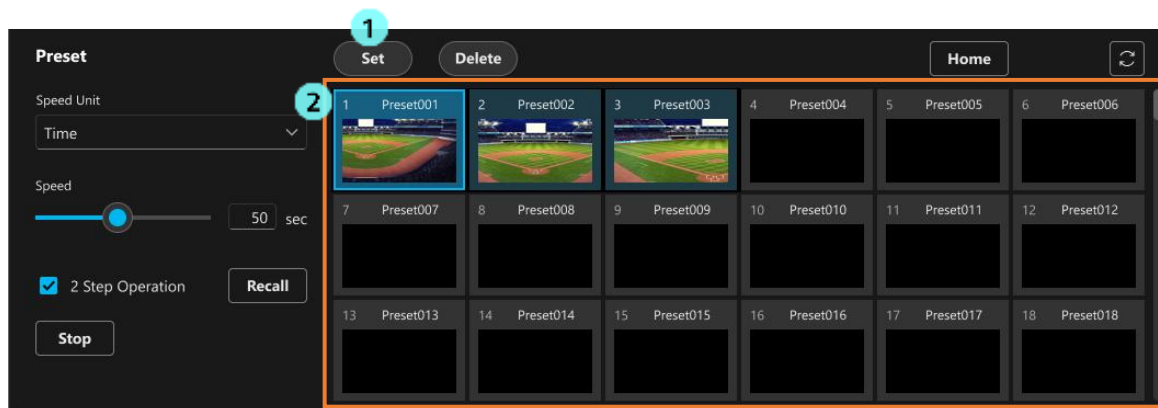 1
Preset
Set
Delete
Home
Speed Unit
Time
Speed
50 sec
2 Step Operation
Recall
Stop
2
1 Preset001
2 Preset002
3 Preset003
4 Preset004
5 Preset005
6 Preset006
7 Preset007
8 Preset008
9 Preset009
10 Preset010
11 Preset011
12 Preset012
13 Preset013
14 Preset014
15 Preset015
16 Preset016
17 Preset017
18 Preset018